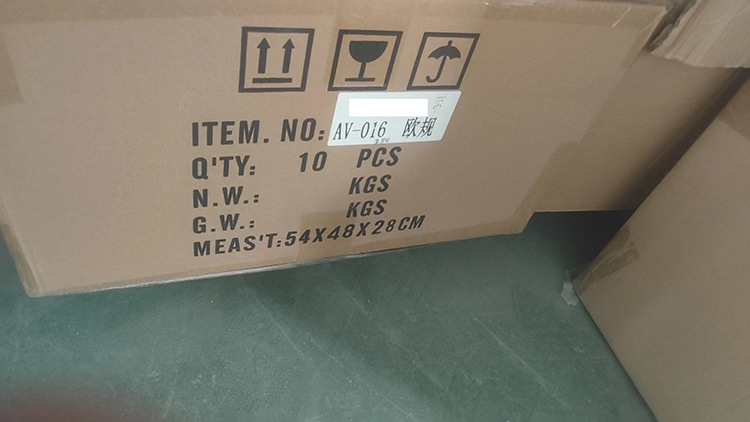 ITEM. NO: AV-016 欧规
Q'TY: 10 PCS
N.W.: KGS
G.W.: KGS
MEAS'T: 54X48X28CM